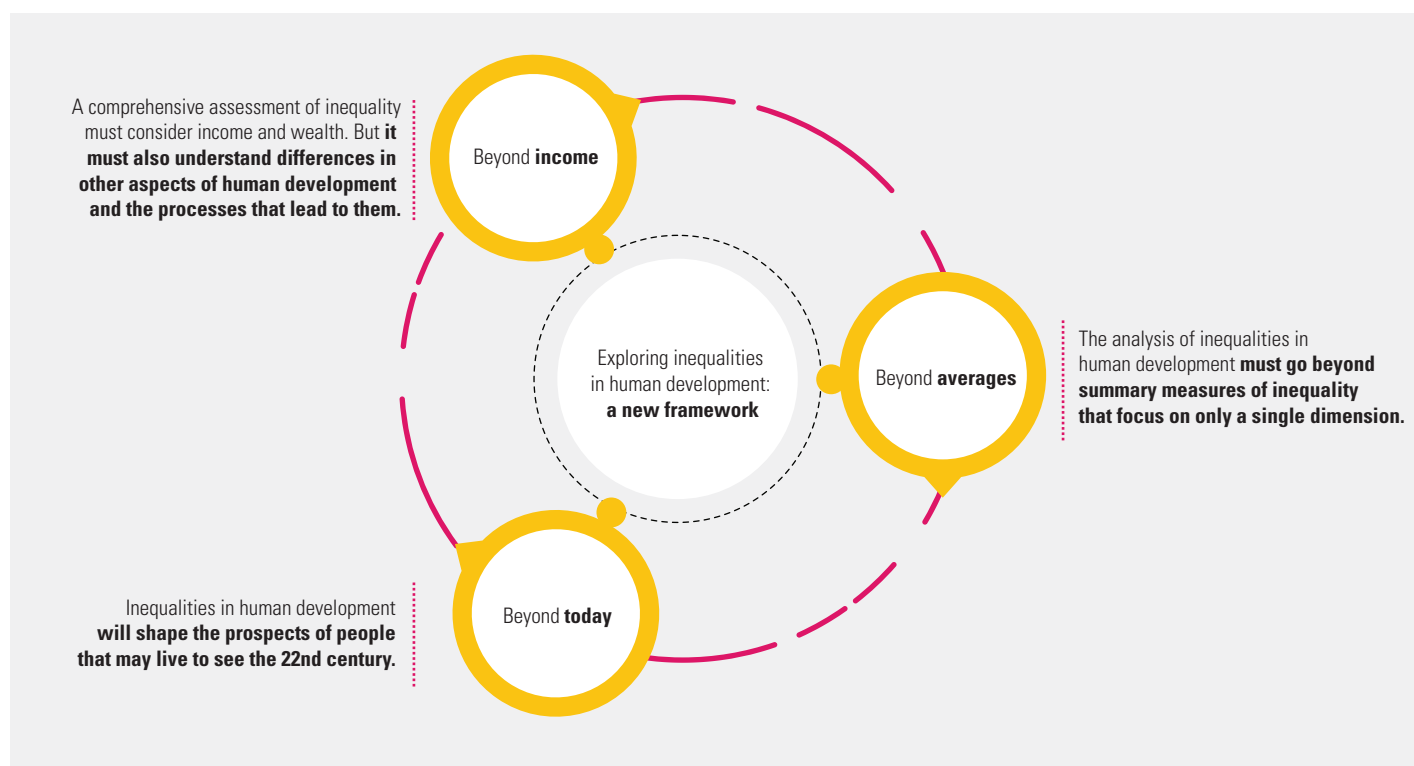 A comprehensive assessment of inequality
must consider income and wealth. But it
must also understand differences in
other aspects of human development
and the processes that lead to them.
Beyond income
Exploring inequalities
in human development:
a new framework
Beyond averages
The analysis of inequalities in
human development must go beyond
summary measures of inequality
that focus on only a single dimension.
Inequalities in human development
will shape the prospects of people
that may live to see the 22nd century.
Beyond today